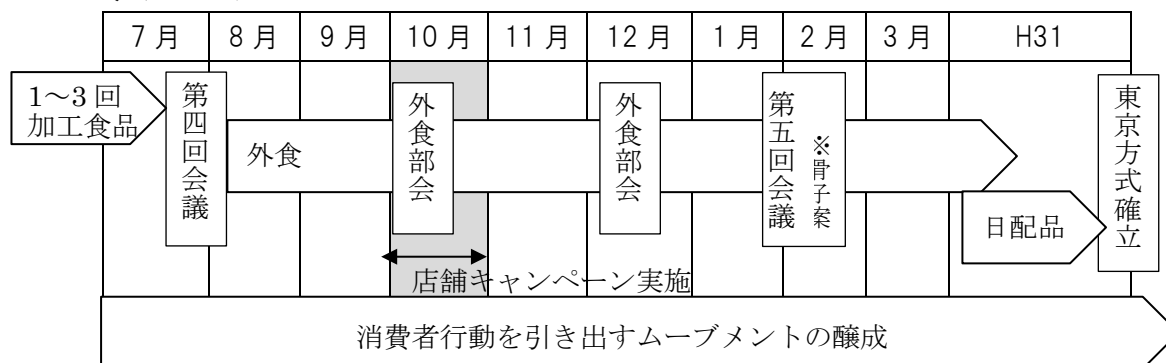 7月 8月 9月 10月 11月 12月 1月 2月 3月 H31
1～3回
加工食品
第四回会議
外食
外食部会
外食部会
第五回会議
※骨子案
日配品
東京方式確立
店舗キャンペーン実施
消費者行動を引き出すムーブメントの醸成